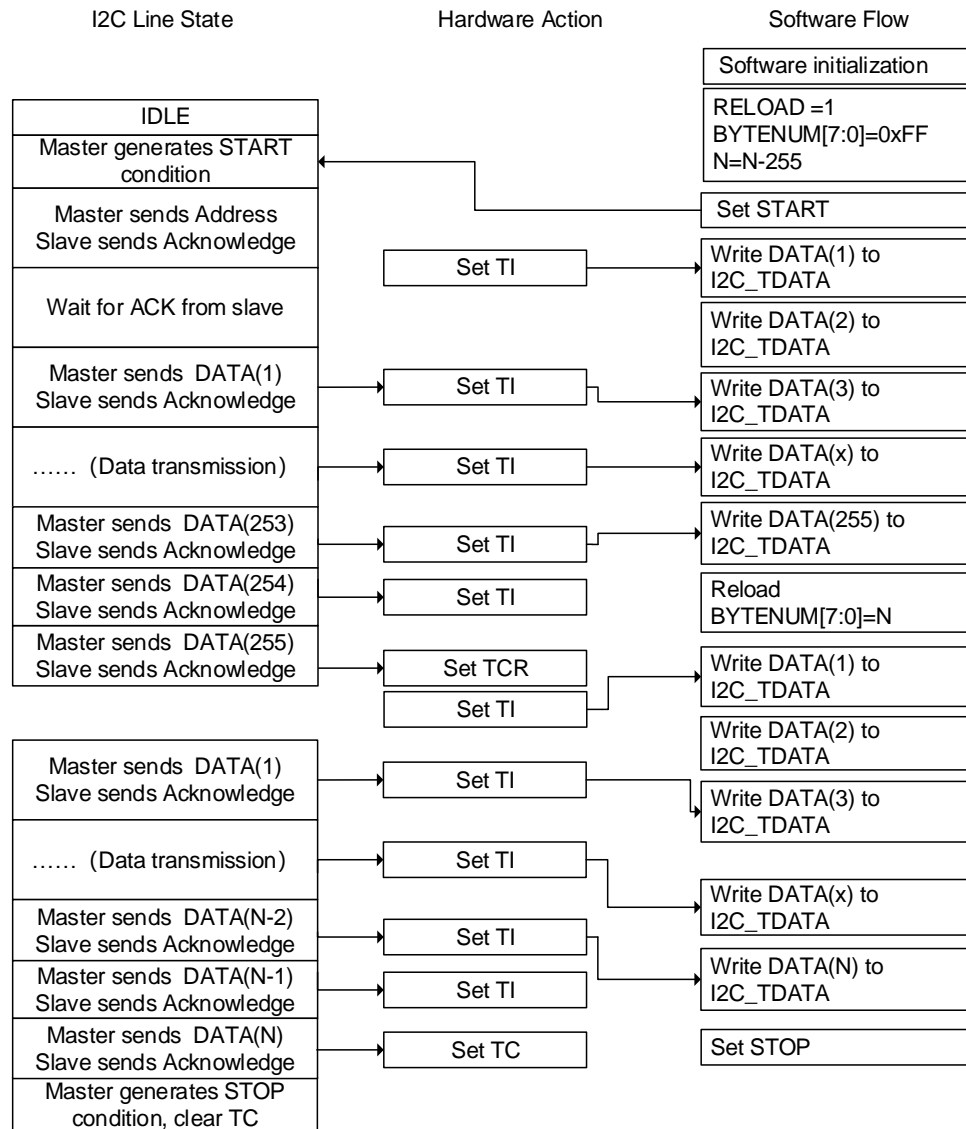 I2C Line State
Hardware Action
Software Flow
Software initialization
IDLE
RELOAD =1
BYTENUM[7:0]=0xFF
N=N-255
Master generates START
condition
Master sends Address
Slave sends Acknowledge
Set START
Set TI
Write DATA(1) to
I2C_TDATA
Wait for ACK from slave
Write DATA(2) to
I2C_TDATA
Master sends DATA(1)
Slave sends Acknowledge
Set TI
Write DATA(3) to
I2C_TDATA
...... (Data transmission)
Set TI
Write DATA(x) to
I2C_TDATA
Master sends DATA(253)
Slave sends Acknowledge
Set TI
Write DATA(255) to
I2C_TDATA
Master sends DATA(254)
Slave sends Acknowledge
Set TI
Reload
BYTENUM[7:0]=N
Master sends DATA(255)
Slave sends Acknowledge
Set TCR
Set TI
Write DATA(1) to
I2C_TDATA
Write DATA(2) to
I2C_TDATA
Master sends DATA(1)
Slave sends Acknowledge
Set TI
Write DATA(3) to
I2C_TDATA
...... (Data transmission)
Set TI
Write DATA(x) to
I2C_TDATA
Master sends DATA(N-2)
Slave sends Acknowledge
Set TI
Write DATA(N) to
I2C_TDATA
Master sends DATA(N-1)
Slave sends Acknowledge
Set TI
Master sends DATA(N)
Slave sends Acknowledge
Set TC
Set STOP
Master generates STOP
condition, clear TC